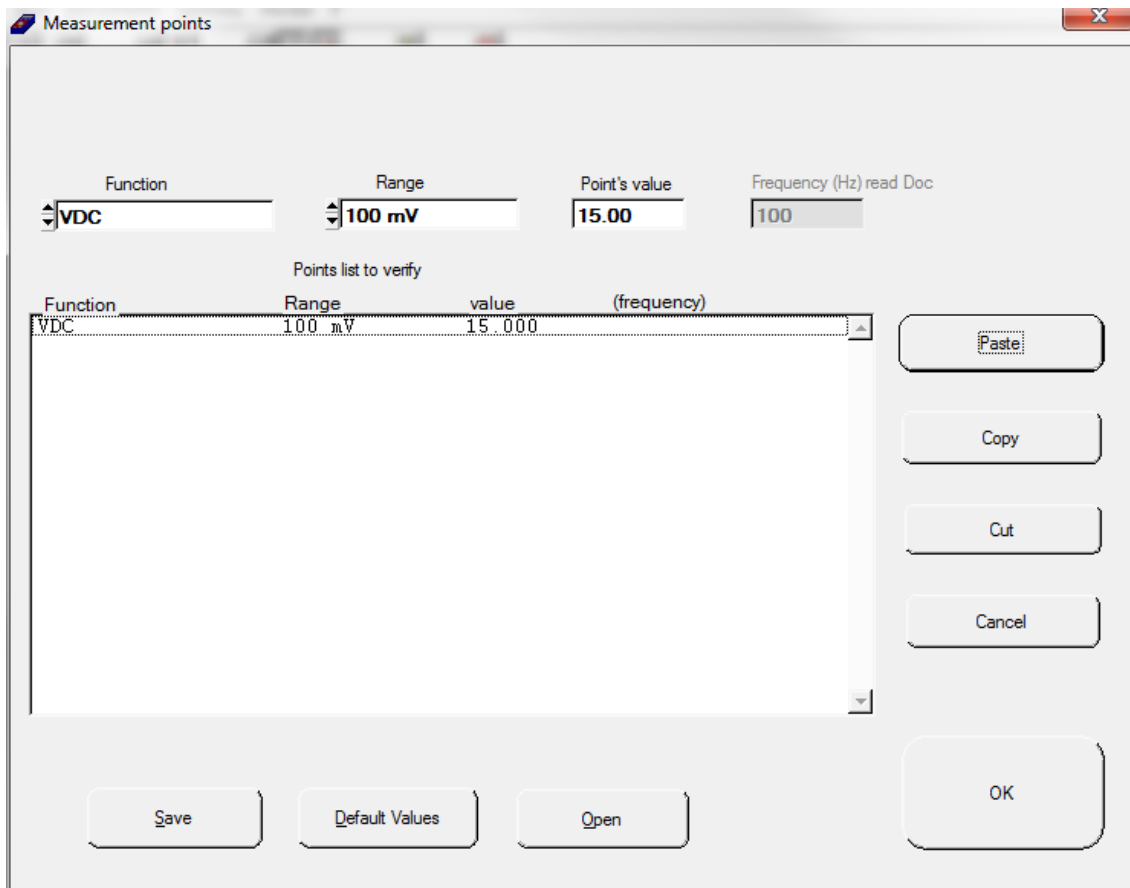 Measurement points
x
Function Range Point's value Frequency (Hz) read Doc
VDC 100 mV 15.00 100
Points list to verify
Function Range value (frequency)
VDC 100 mV 15.000
Paste
Copy
Cut
Cancel
OK
Save Default Values Open